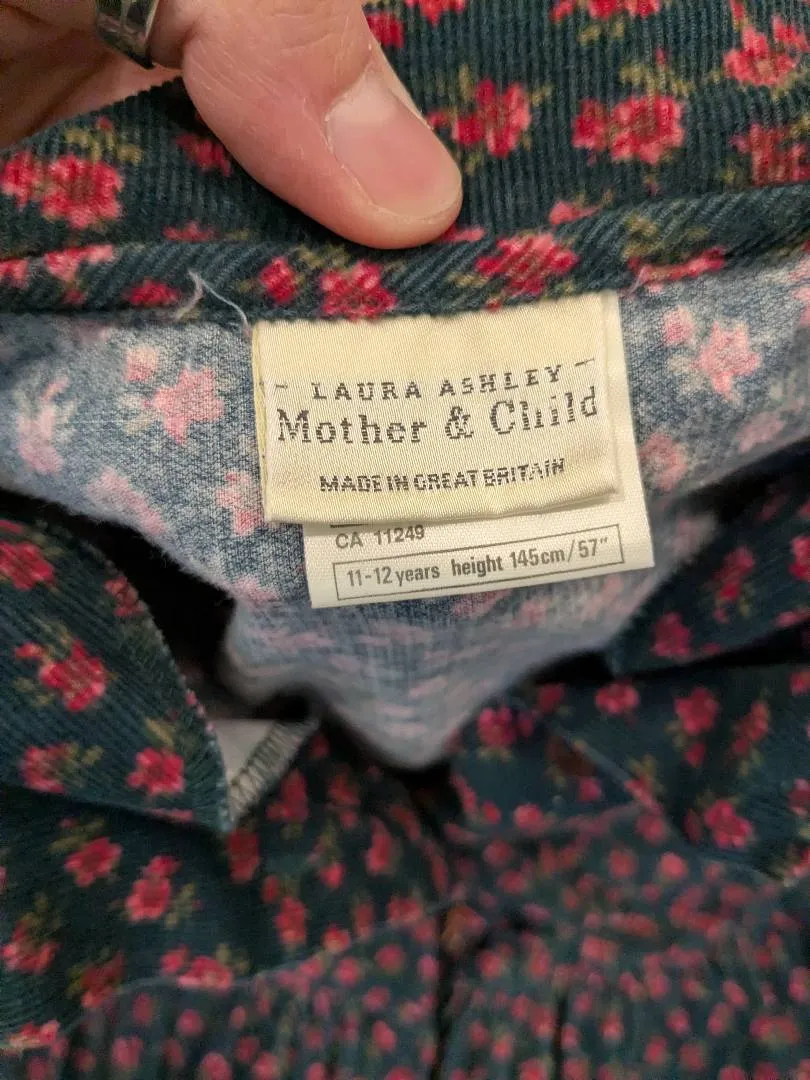 LAURA ASHLEY
Mother & Child
MADE IN GREAT BRITAIN
CA 11249
11-12 years height 145cm/57"